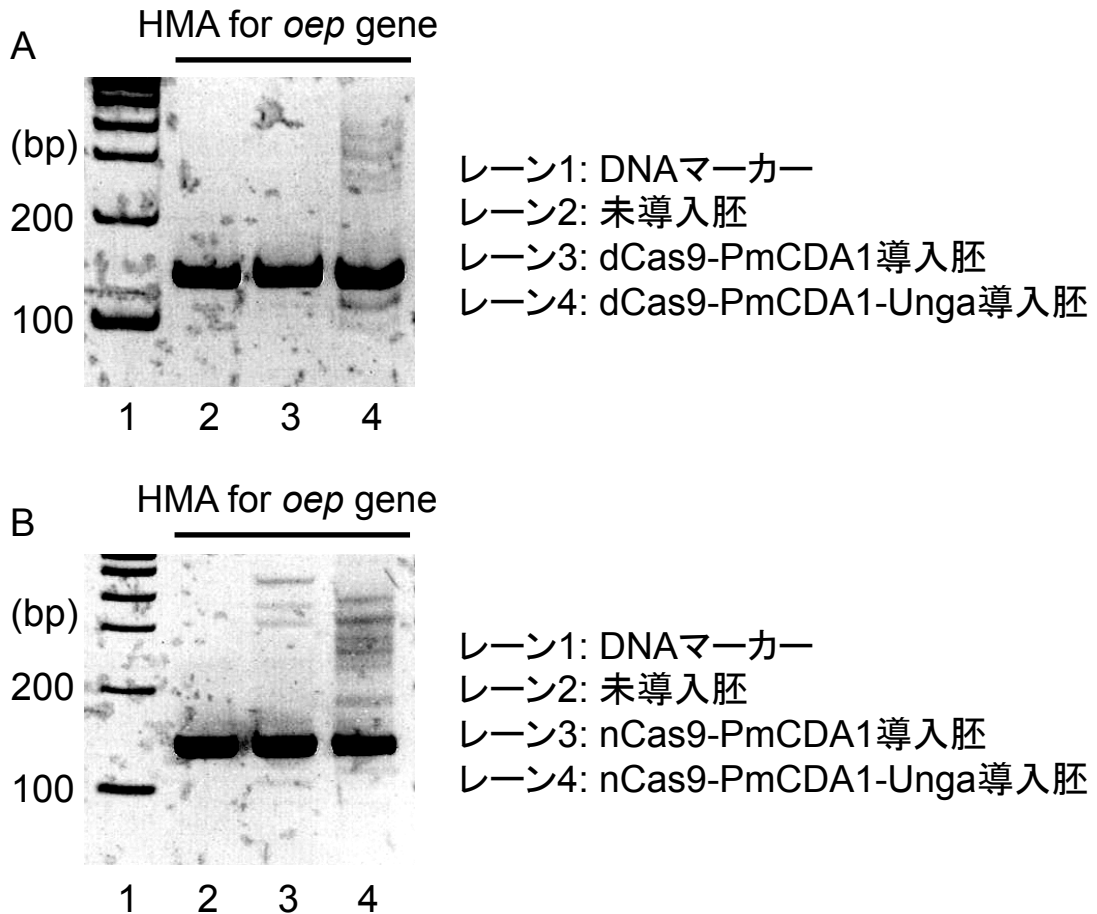 A
HMA for oep gene
(bp)
200
100
1 2 3 4
レーン1: DNAマーカー
レーン2: 未導入胚
レーン3: dCas9-PmCDA1導入胚
レーン4: dCas9-PmCDA1-Unga導入胚
B
HMA for oep gene
(bp)
200
100
1 2 3 4
レーン1: DNAマーカー
レーン2: 未導入胚
レーン3: nCas9-PmCDA1導入胚
レーン4: nCas9-PmCDA1-Unga導入胚